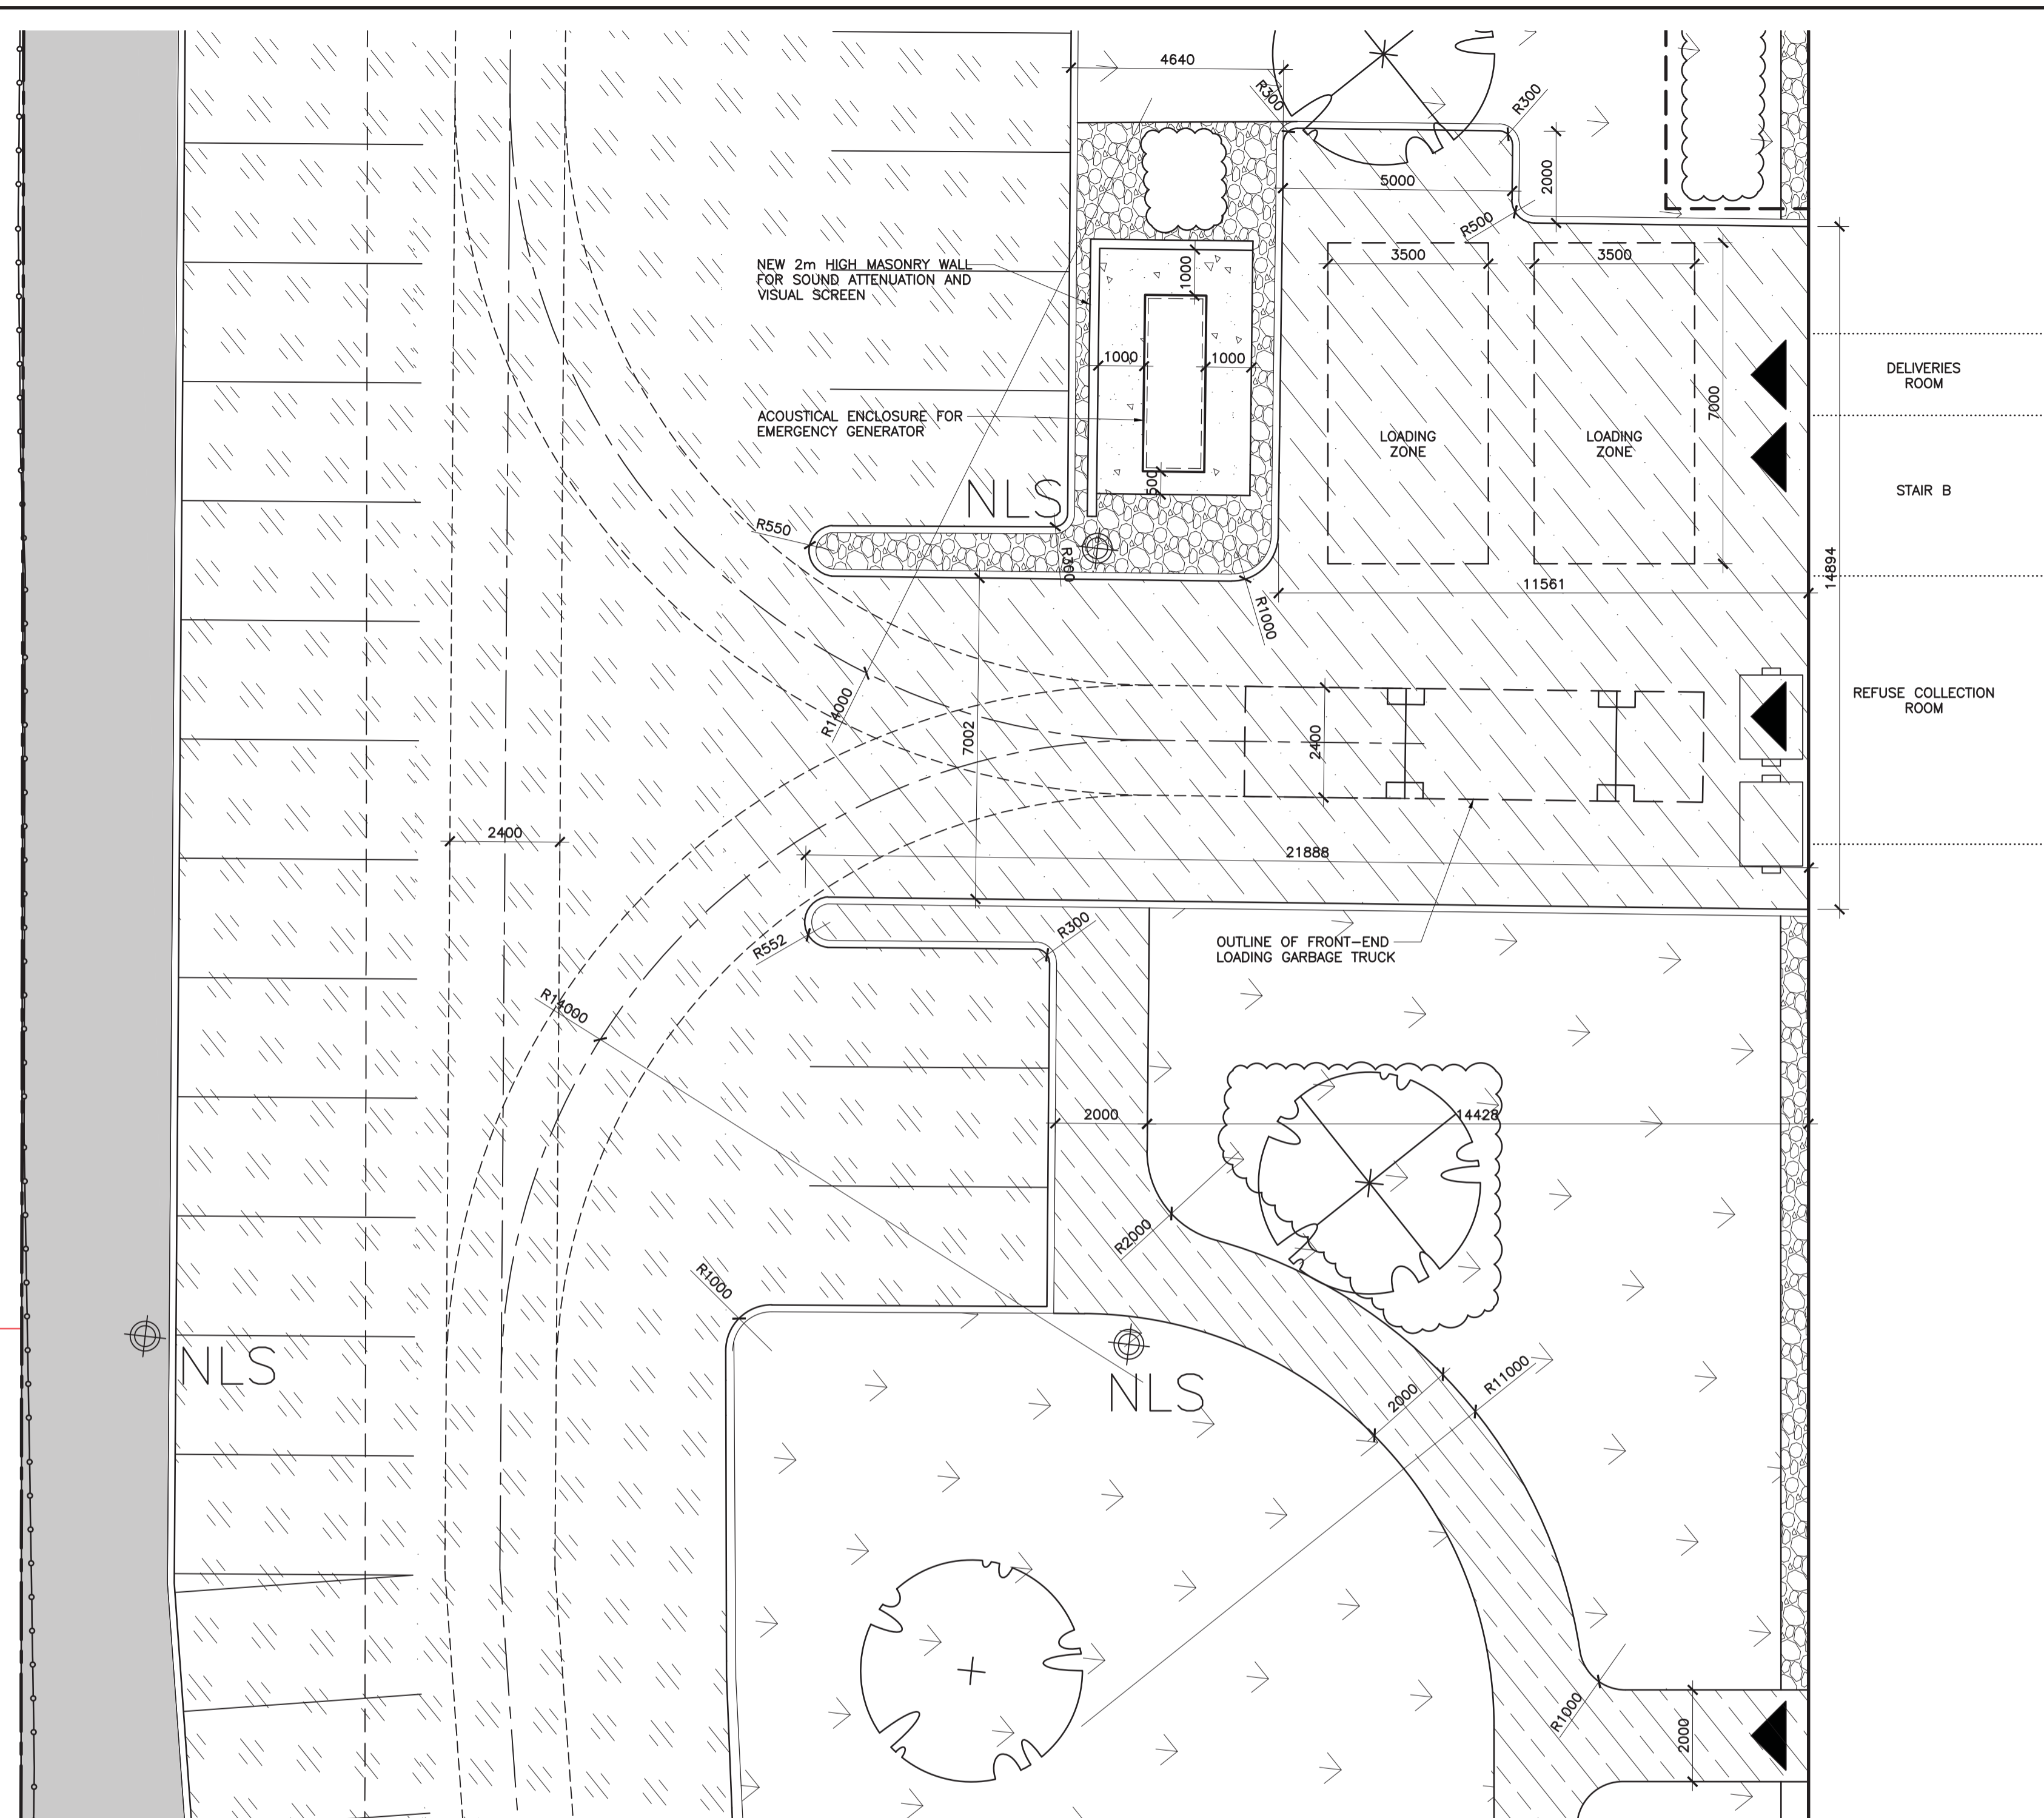 4640
R300
R300
5000
2000
R500
3500
3500
NEW 2m HIGH MASONRY WALL
FOR SOUND ATTENUATION AND
VISUAL SCREEN
1000
1000
1000
DELIVERIES
ROOM
7000
ACOUSTICAL ENCLOSURE FOR
EMERGENCY GENERATOR
LOADING
ZONE
LOADING
ZONE
500
NLS
STAIR B
R550
R300
11561
14894
R1000
R14000
7002
2400
REFUSE COLLECTION
ROOM
2400
21888
R552
R300
OUTLINE OF FRONT-END
LOADING GARBAGE TRUCK
R14000
2000
14428
R2000
R1000
NLS
NLS
2000
R11000
R1000
2000